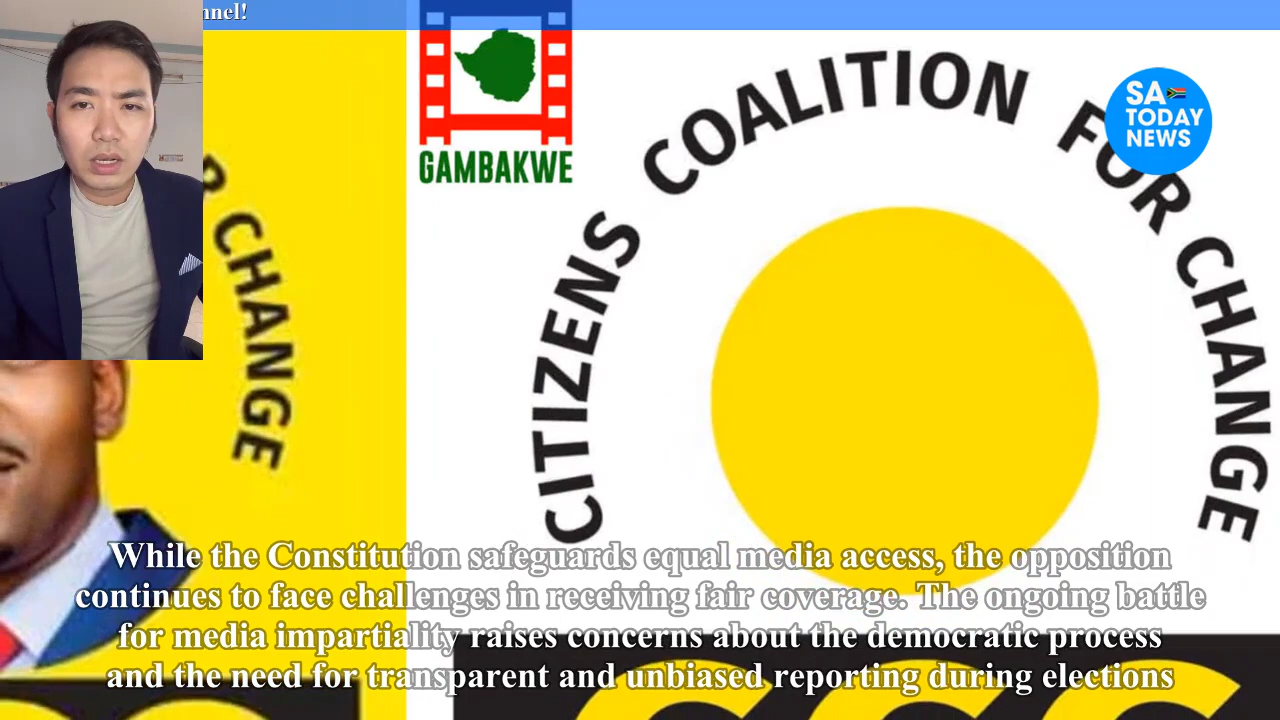 nnel!
GAMBAKWE
CITIZENS COALITION FOR CHANGE
SA
TODAY
NEWS
CHANGE
While the Constitution safeguards equal media access, the opposition
continues to face challenges in receiving fair coverage. The ongoing battle
for media impartiality raises concerns about the democratic process
and the need for transparent and unbiased reporting during elections
CCC